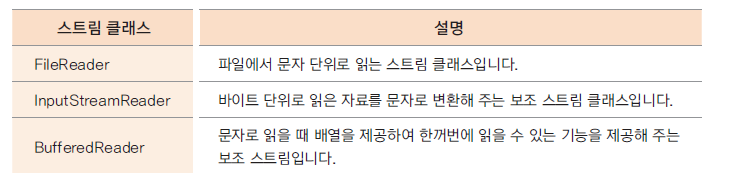 스트림 클래스 설명
FileReader 파일에서 문자 단위로 읽는 스트림 클래스입니다.
InputStreamReader 바이트 단위로 읽은 자료를 문자로 변환해 주는 보조 스트림 클래스입니다.
BufferedReader 문자로 읽을 때 배열을 제공하여 한꺼번에 읽을 수 있는 기능을 제공해 주는
보조 스트림입니다.